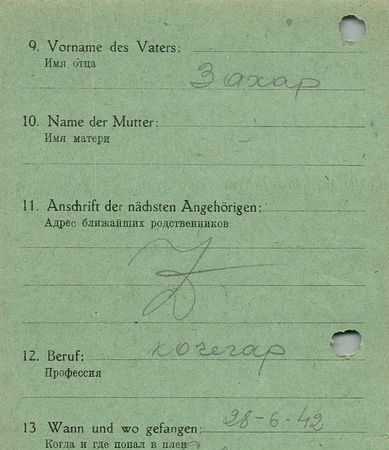 9. Vorname des Vaters:
Имя отца
Захар
10. Name der Mutter:
Имя матери
-
11. Anschrift der nächsten Angehörigen:
Адрес ближайших родственников
12. Beruf: кочегар
Профессия
13 Wann und wo gefangen: 28-6-42
Когда и где попал в плен